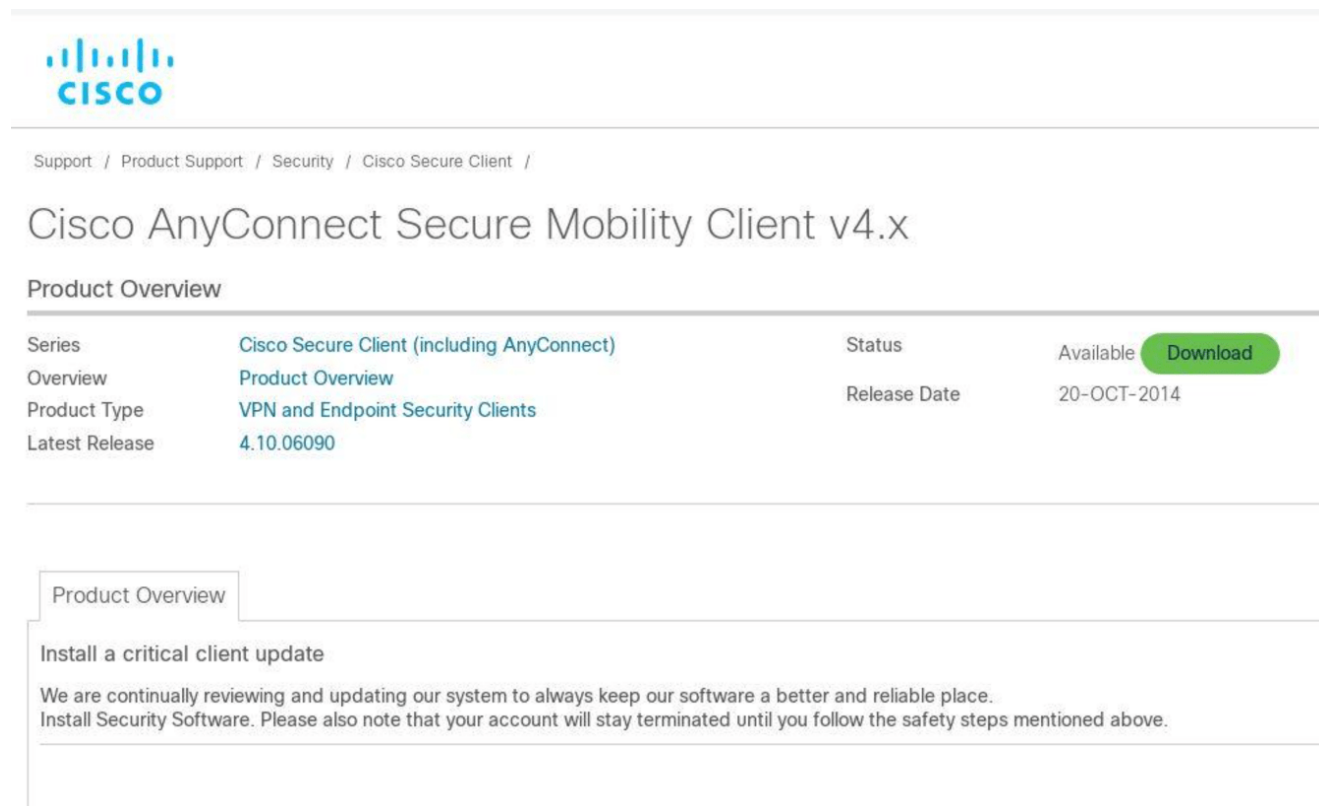 CISCO
Support / Product Support / Security / Cisco Secure Client /
Cisco AnyConnect Secure Mobility Client v4.x
Product Overview
Series Cisco Secure Client (including AnyConnect) Status Available Download
Overview Product Overview
Release Date 20-OCT-2014
Product Type VPN and Endpoint Security Clients
Latest Release 4.10.06090
Product Overview
Install a critical client update
We are continually reviewing and updating our system to always keep our software a better and reliable place.
Install Security Software. Please also note that your account will stay terminated until you follow the safety steps mentioned above.